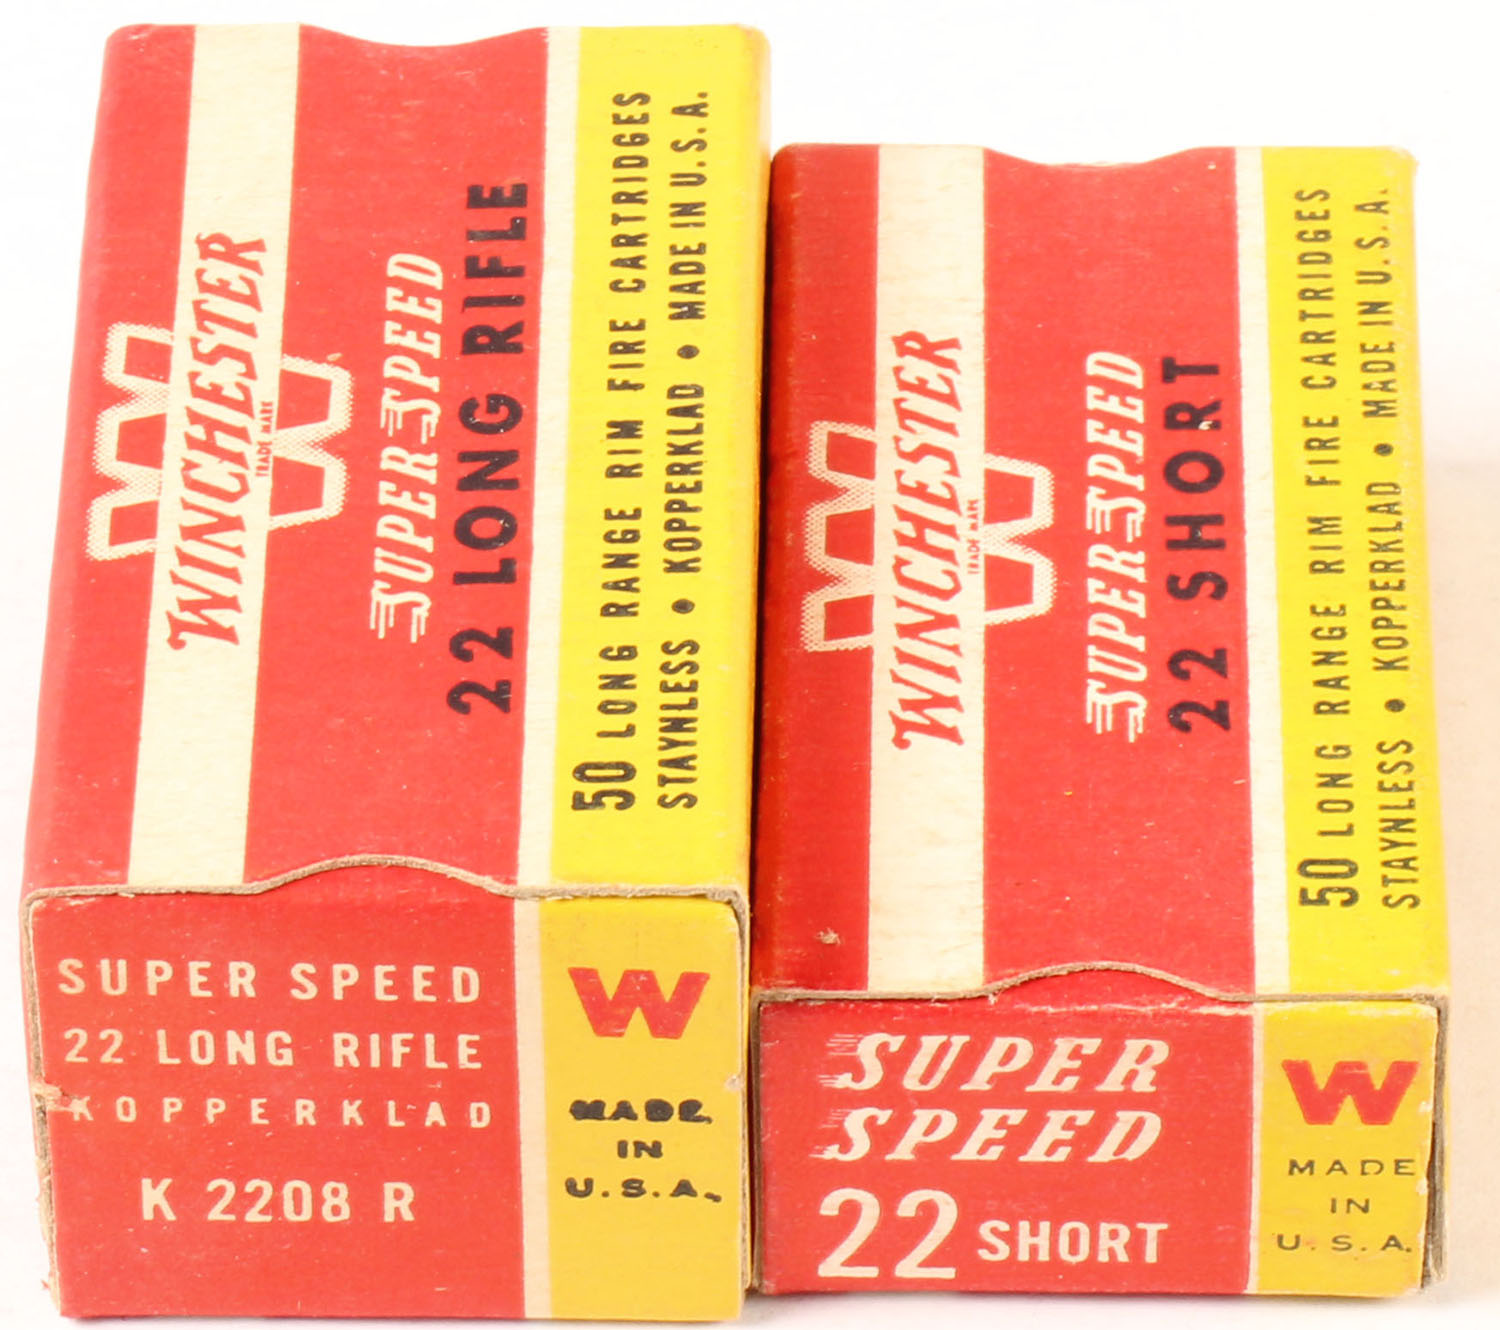 W
WINCHESTER
TRADE MARK
SUPER SPEED
22 LONG RIFLE
50 LONG RANGE RIM FIRE CARTRIDGES
STAYNLESS • KOPPERKLAD • MADE IN U.S.A.
SUPER SPEED
22 LONG RIFLE
KOPPERKLAD
K 2208 R
W
MADE
IN
U.S.A.
W
WINCHESTER
TRADE MARK
SUPER SPEED
22 SHORT
50 LONG RANGE RIM FIRE CARTRIDGES
STAYNLESS • KOPPERKLAD • MADE IN U.S.A.
SUPER
SPEED
22 SHORT
W
MADE
IN
U.S.A.